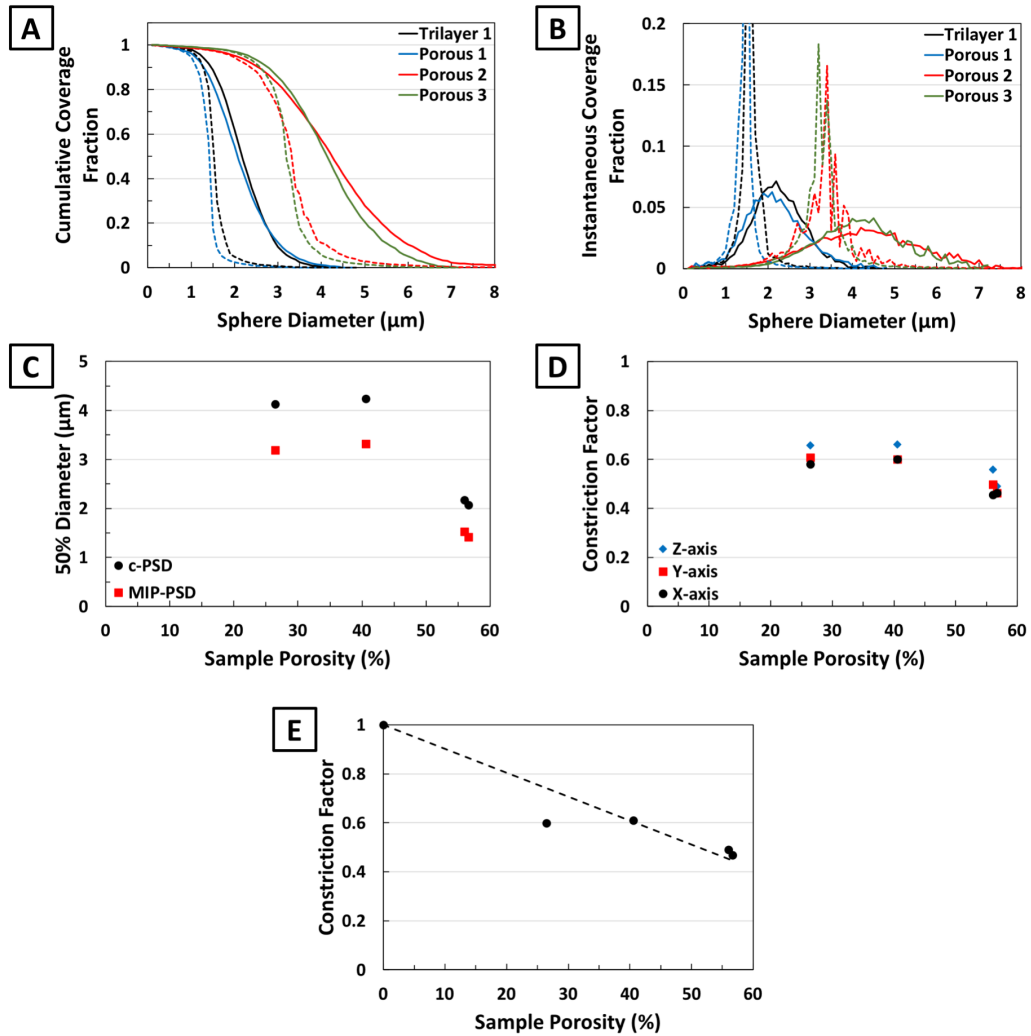 A
Cumulative Coverage
Fraction
1
0.8
0.6
0.4
0.2
0
0 1 2 3 4 5 6 7 8
Sphere Diameter (μm)
Trilayer 1
Porous 1
Porous 2
Porous 3
B
Instantaneous Coverage
Fraction
0.2
0.15
0.1
0.05
0
0 1 2 3 4 5 6 7 8
Sphere Diameter (μm)
Trilayer 1
Porous 1
Porous 2
Porous 3
C
50% Diameter (μm)
5
4
3
2
1
0
0 10 20 30 40 50 60
Sample Porosity (%)
c-PSD
MIP-PSD
D
Constriction Factor
1
0.8
0.6
0.4
0.2
0
0 10 20 30 40 50 60
Sample Porosity (%)
Z-axis
Y-axis
X-axis
E
Constriction Factor
1
0.8
0.6
0.4
0.2
0
0 10 20 30 40 50 60
Sample Porosity (%)